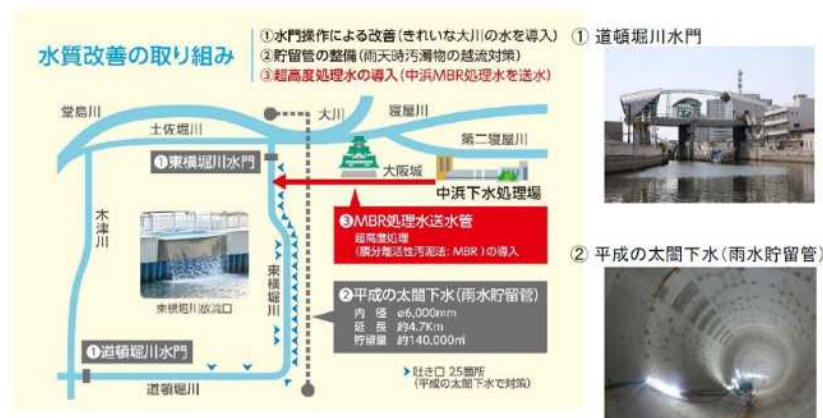 水質改善の取り組み
①水門操作による改善(きれいな大川の水を導入)
②貯留管の整備(雨天時汚濁物の越流対策)
③超高度処理水の導入(中浜MBR処理水を送水)
① 道頓堀川水門
堂島川
土佐堀川
大川
寝屋川
第二寝屋川
❶東横堀川水門
大阪城
中浜下水処理場
木津川
❸MBR処理水送水管
超高度処理
(膜分離活性汚泥法:MBR)の導入
東横堀川
東横堀川放流口
② 平成の太閤下水(雨水貯留管)
❷平成の太閤下水(雨水貯留管)
内 径 ø6,000mm
延 長 約4.7Km
貯留量 約140,000㎥
❶道頓堀川水門
道頓堀川
吐き口 25箇所
(平成の太閤下水で対策)